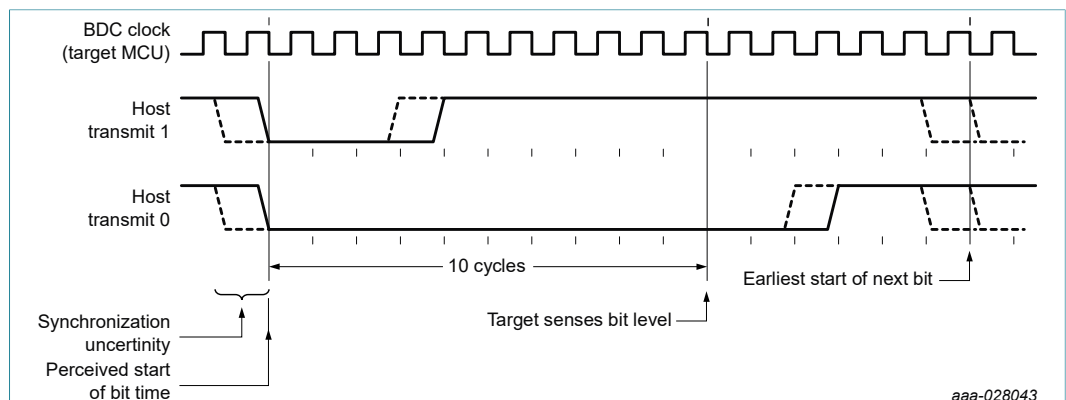 BDC clock
(target MCU)
Host
transmit 1
Host
transmit 0
10 cycles
Earliest start of next bit
Target senses bit level
Synchronization
uncertinity
Perceived start
of bit time
aaa-028043